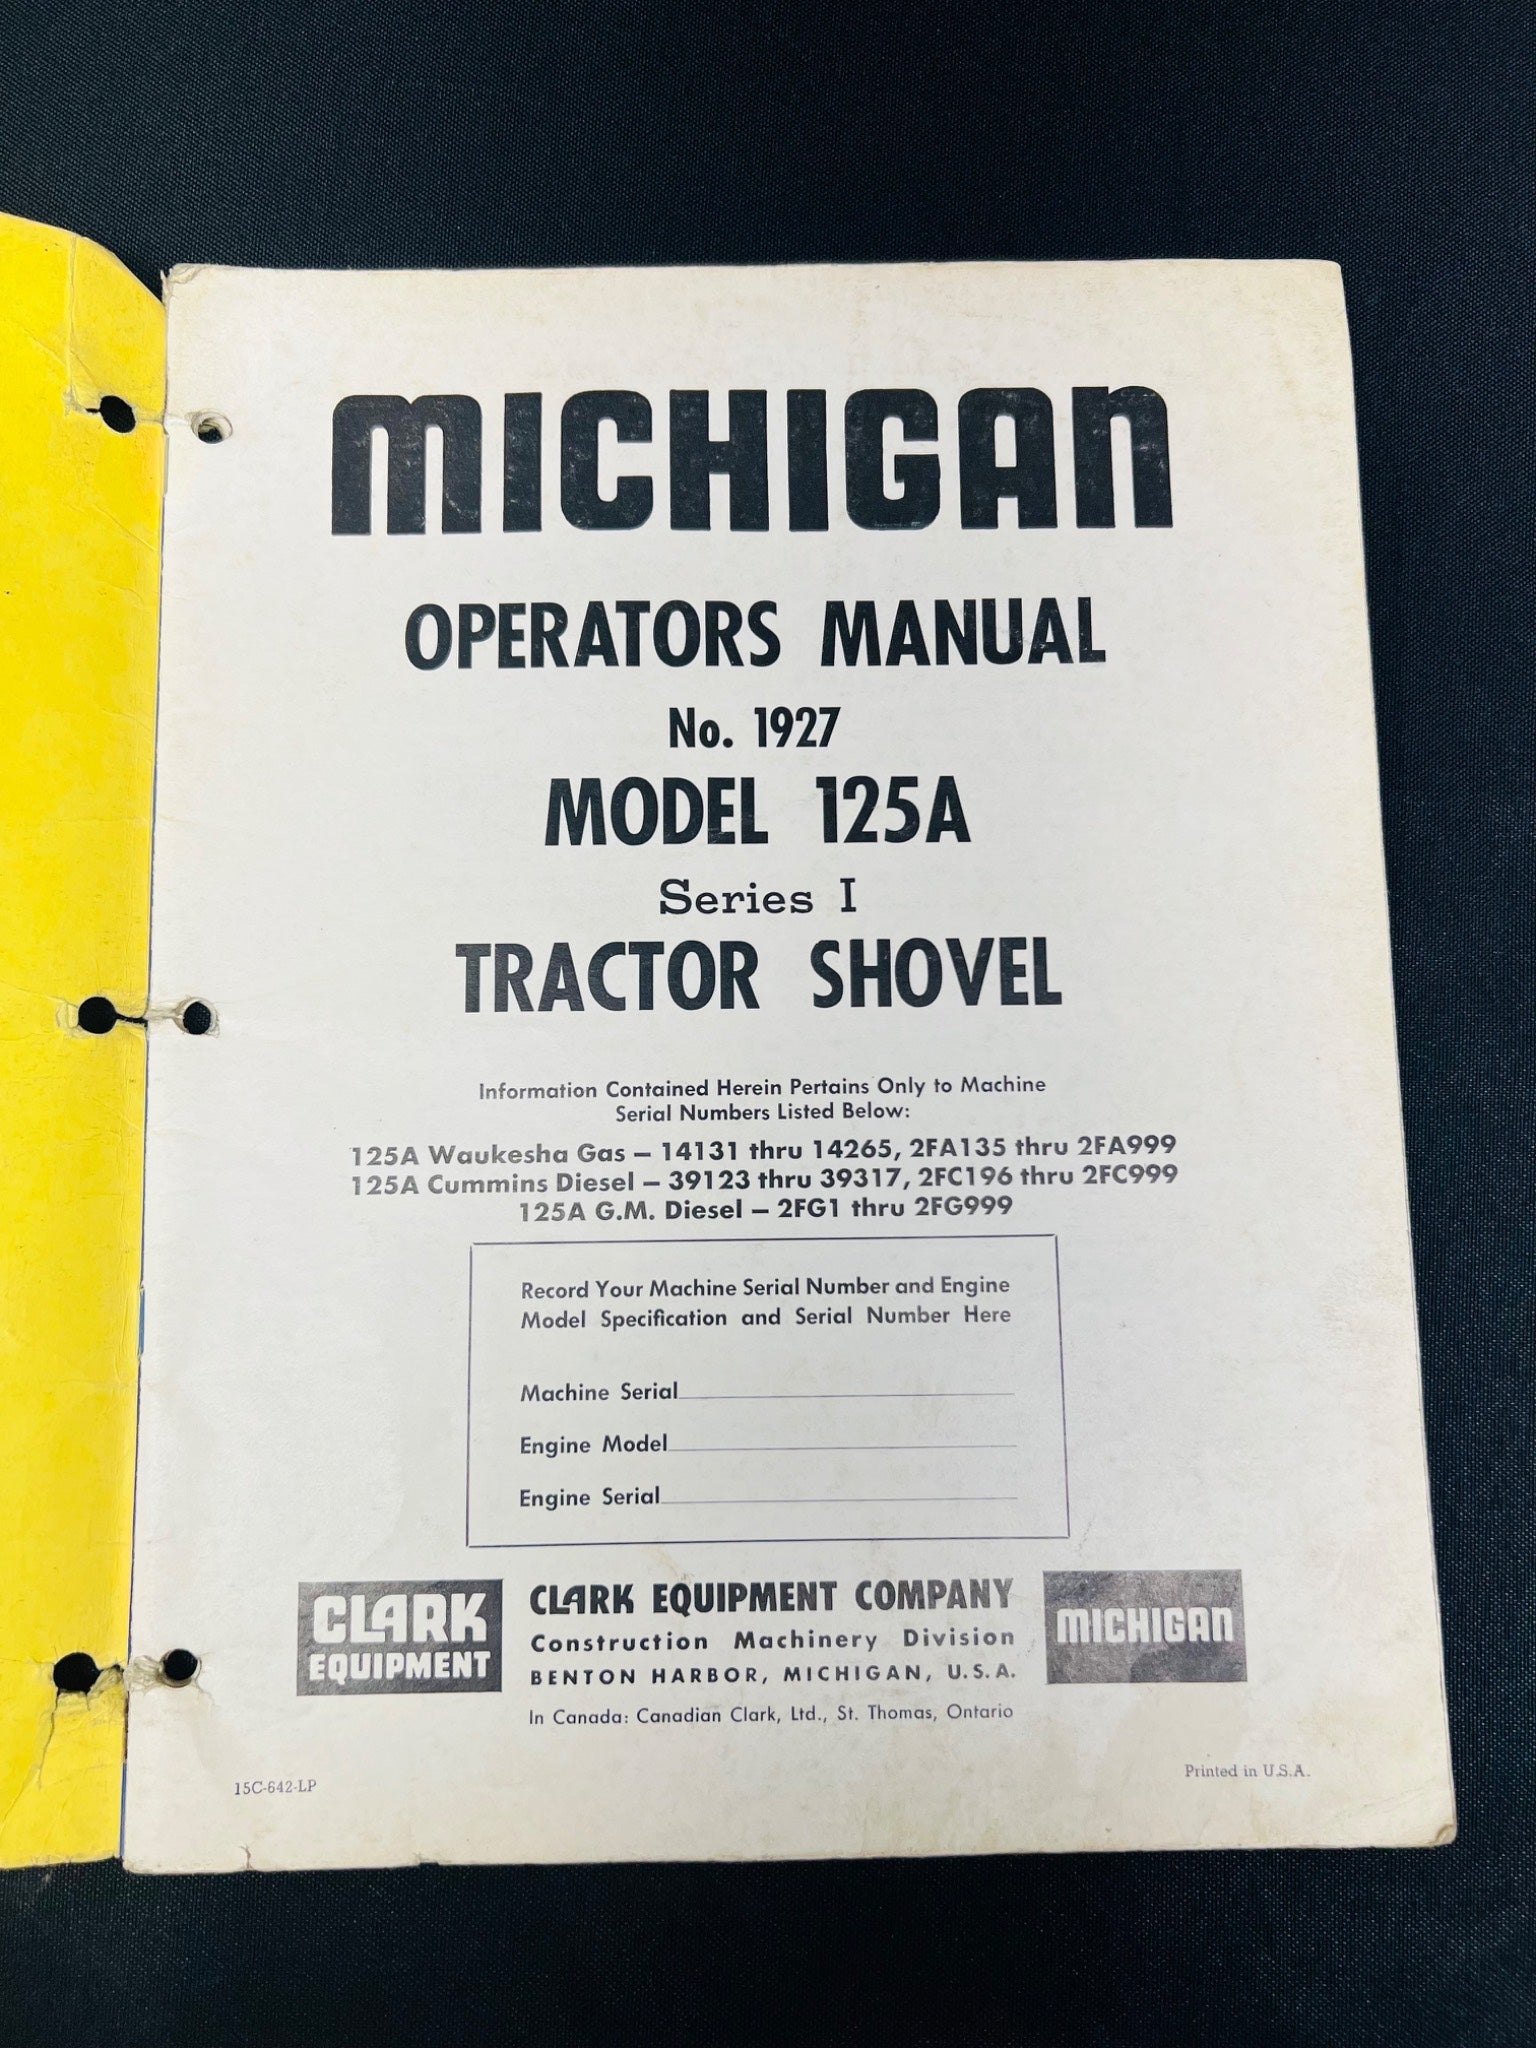 MICHIGAN
OPERATORS MANUAL
No. 1927
MODEL 125A
Series I
TRACTOR SHOVEL
Information Contained Herein Pertains Only to Machine
Serial Numbers Listed Below:
125A Waukesha Gas – 14131 thru 14265, 2FA135 thru 2FA999
125A Cummins Diesel – 39123 thru 39317, 2FC196 thru 2FC999
125A G.M. Diesel – 2FG1 thru 2FG999
Record Your Machine Serial Number and Engine
Model Specification and Serial Number Here
Machine Serial
Engine Model
Engine Serial
CLARK
EQUIPMENT
CLARK EQUIPMENT COMPANY
Construction Machinery Division
BENTON HARBOR, MICHIGAN, U.S.A.
In Canada: Canadian Clark, Ltd., St. Thomas, Ontario
MICHIGAN
15C-642-LP
Printed in U.S.A.